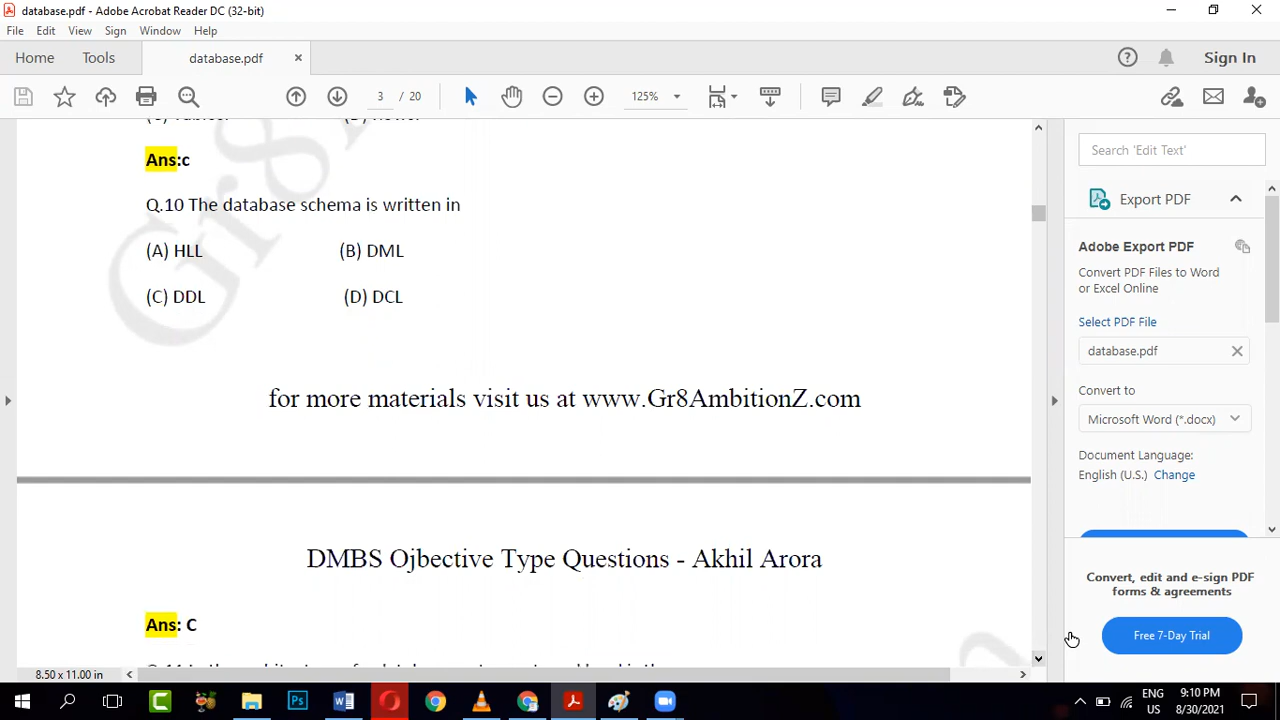 database.pdf - Adobe Acrobat Reader DC (32-bit)
File Edit View Sign Window Help
Home Tools database.pdf × Sign In
3 / 20 125%
Ans:c
Q.10 The database schema is written in
(A) HLL (B) DML
(C) DDL (D) DCL
for more materials visit us at www.Gr8AmbitionZ.com
DMBS Ojbective Type Questions - Akhil Arora
Ans: C
8.50 x 11.00 in
Search 'Edit Text'
Export PDF
Adobe Export PDF
Convert PDF Files to Word
or Excel Online
Select PDF File
database.pdf
Convert to
Microsoft Word (*.docx)
Document Language:
English (U.S.) Change
Convert, edit and e-sign PDF
forms & agreements
Free 7-Day Trial
Gr8
ENG
US
9:10 PM
8/30/2021